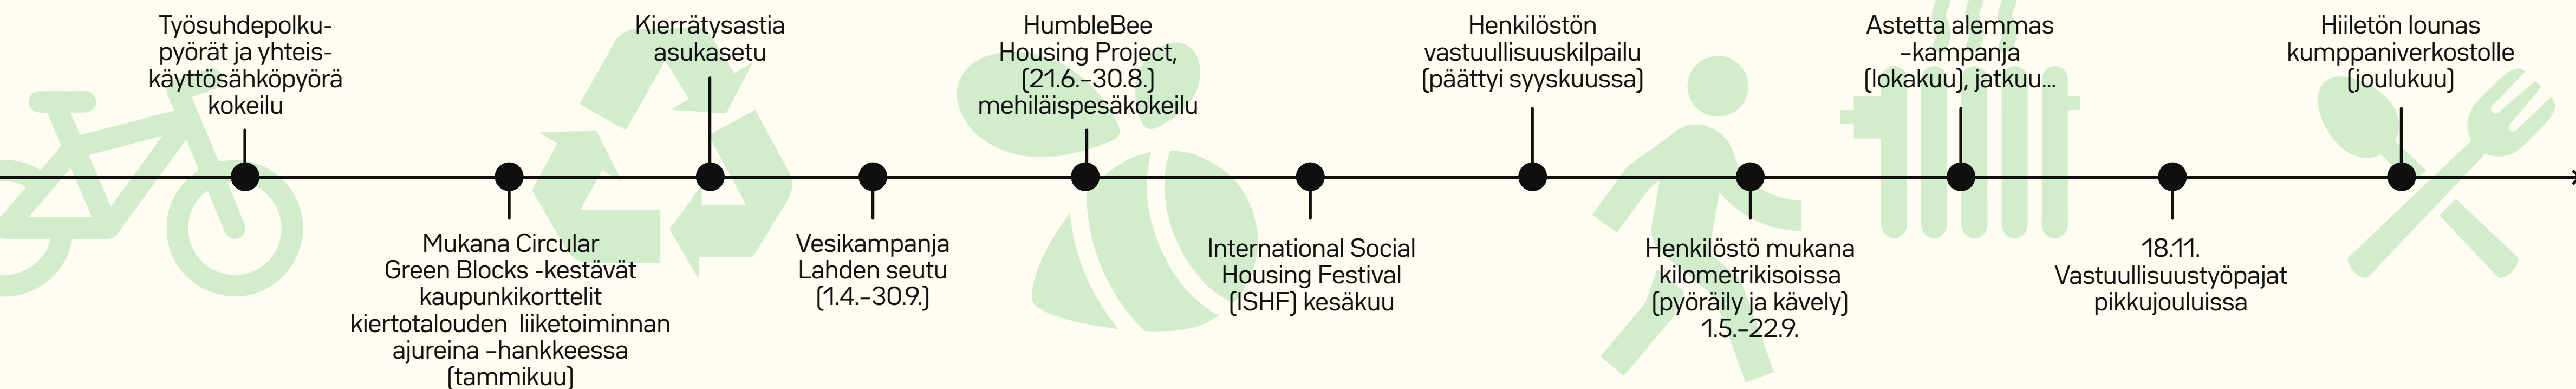 Työsuhdepolku-
pyörät ja yhteis-
käyttösähköpyörä
kokeilu
Mukana Circular
Green Blocks -kestävät
kaupunkikorttelit
kiertotalouden liiketoiminnan
ajureina -hankkeessa
(tammikuu)
Kierrätysastia
asukasetu
Vesikampanja
Lahden seutu
(1.4.–30.9.)
HumbleBee
Housing Project,
(21.6.–30.8.)
mehiläispesäkokeilu
International Social
Housing Festival
(ISHF) kesäkuu
Henkilöstön
vastuullisuuskilpailu
(päättyi syyskuussa)
Henkilöstö mukana
kilometrikisoissa
(pyöräily ja kävely)
1.5.–22.9.
Astetta alemmas
-kampanja
(lokakuu), jatkuu...
18.11.
Vastuullisuustyöpajat
pikkujouluissa
Hiiletön lounas
kumppaniverkostolle
(joulukuu)